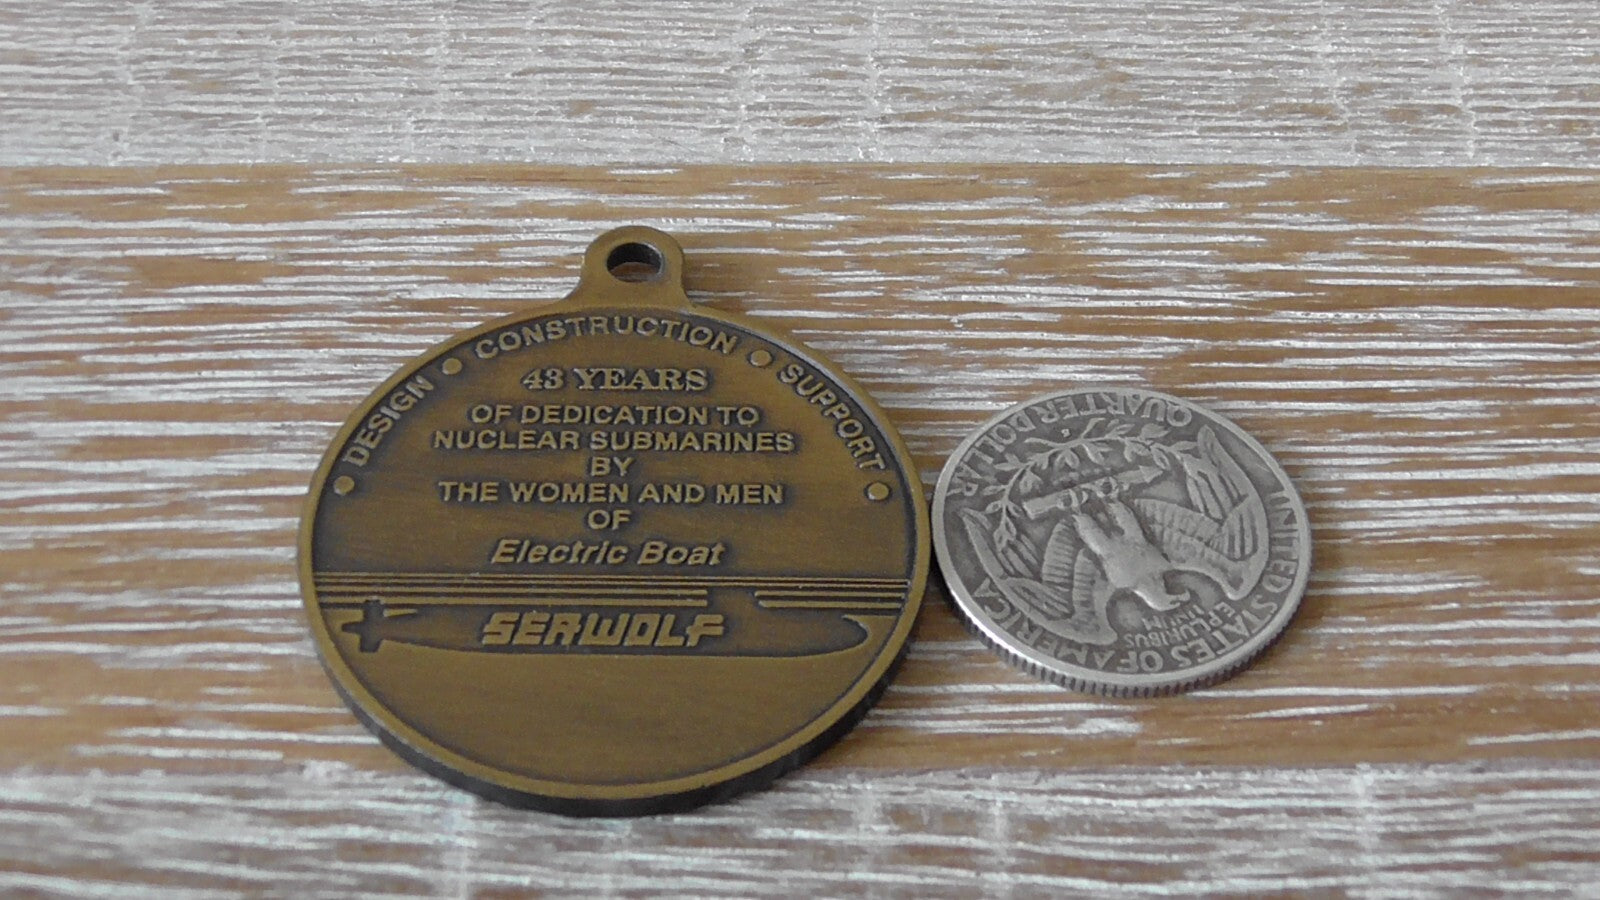 DESIGN • CONSTRUCTION • SUPPORT
43 YEARS
OF DEDICATION TO
NUCLEAR SUBMARINES
BY
THE WOMEN AND MEN
OF
Electric Boat
SEAWOLF
UNITED STATES OF AMERICA
E PLURIBUS
UNUM
QUARTER DOLLAR